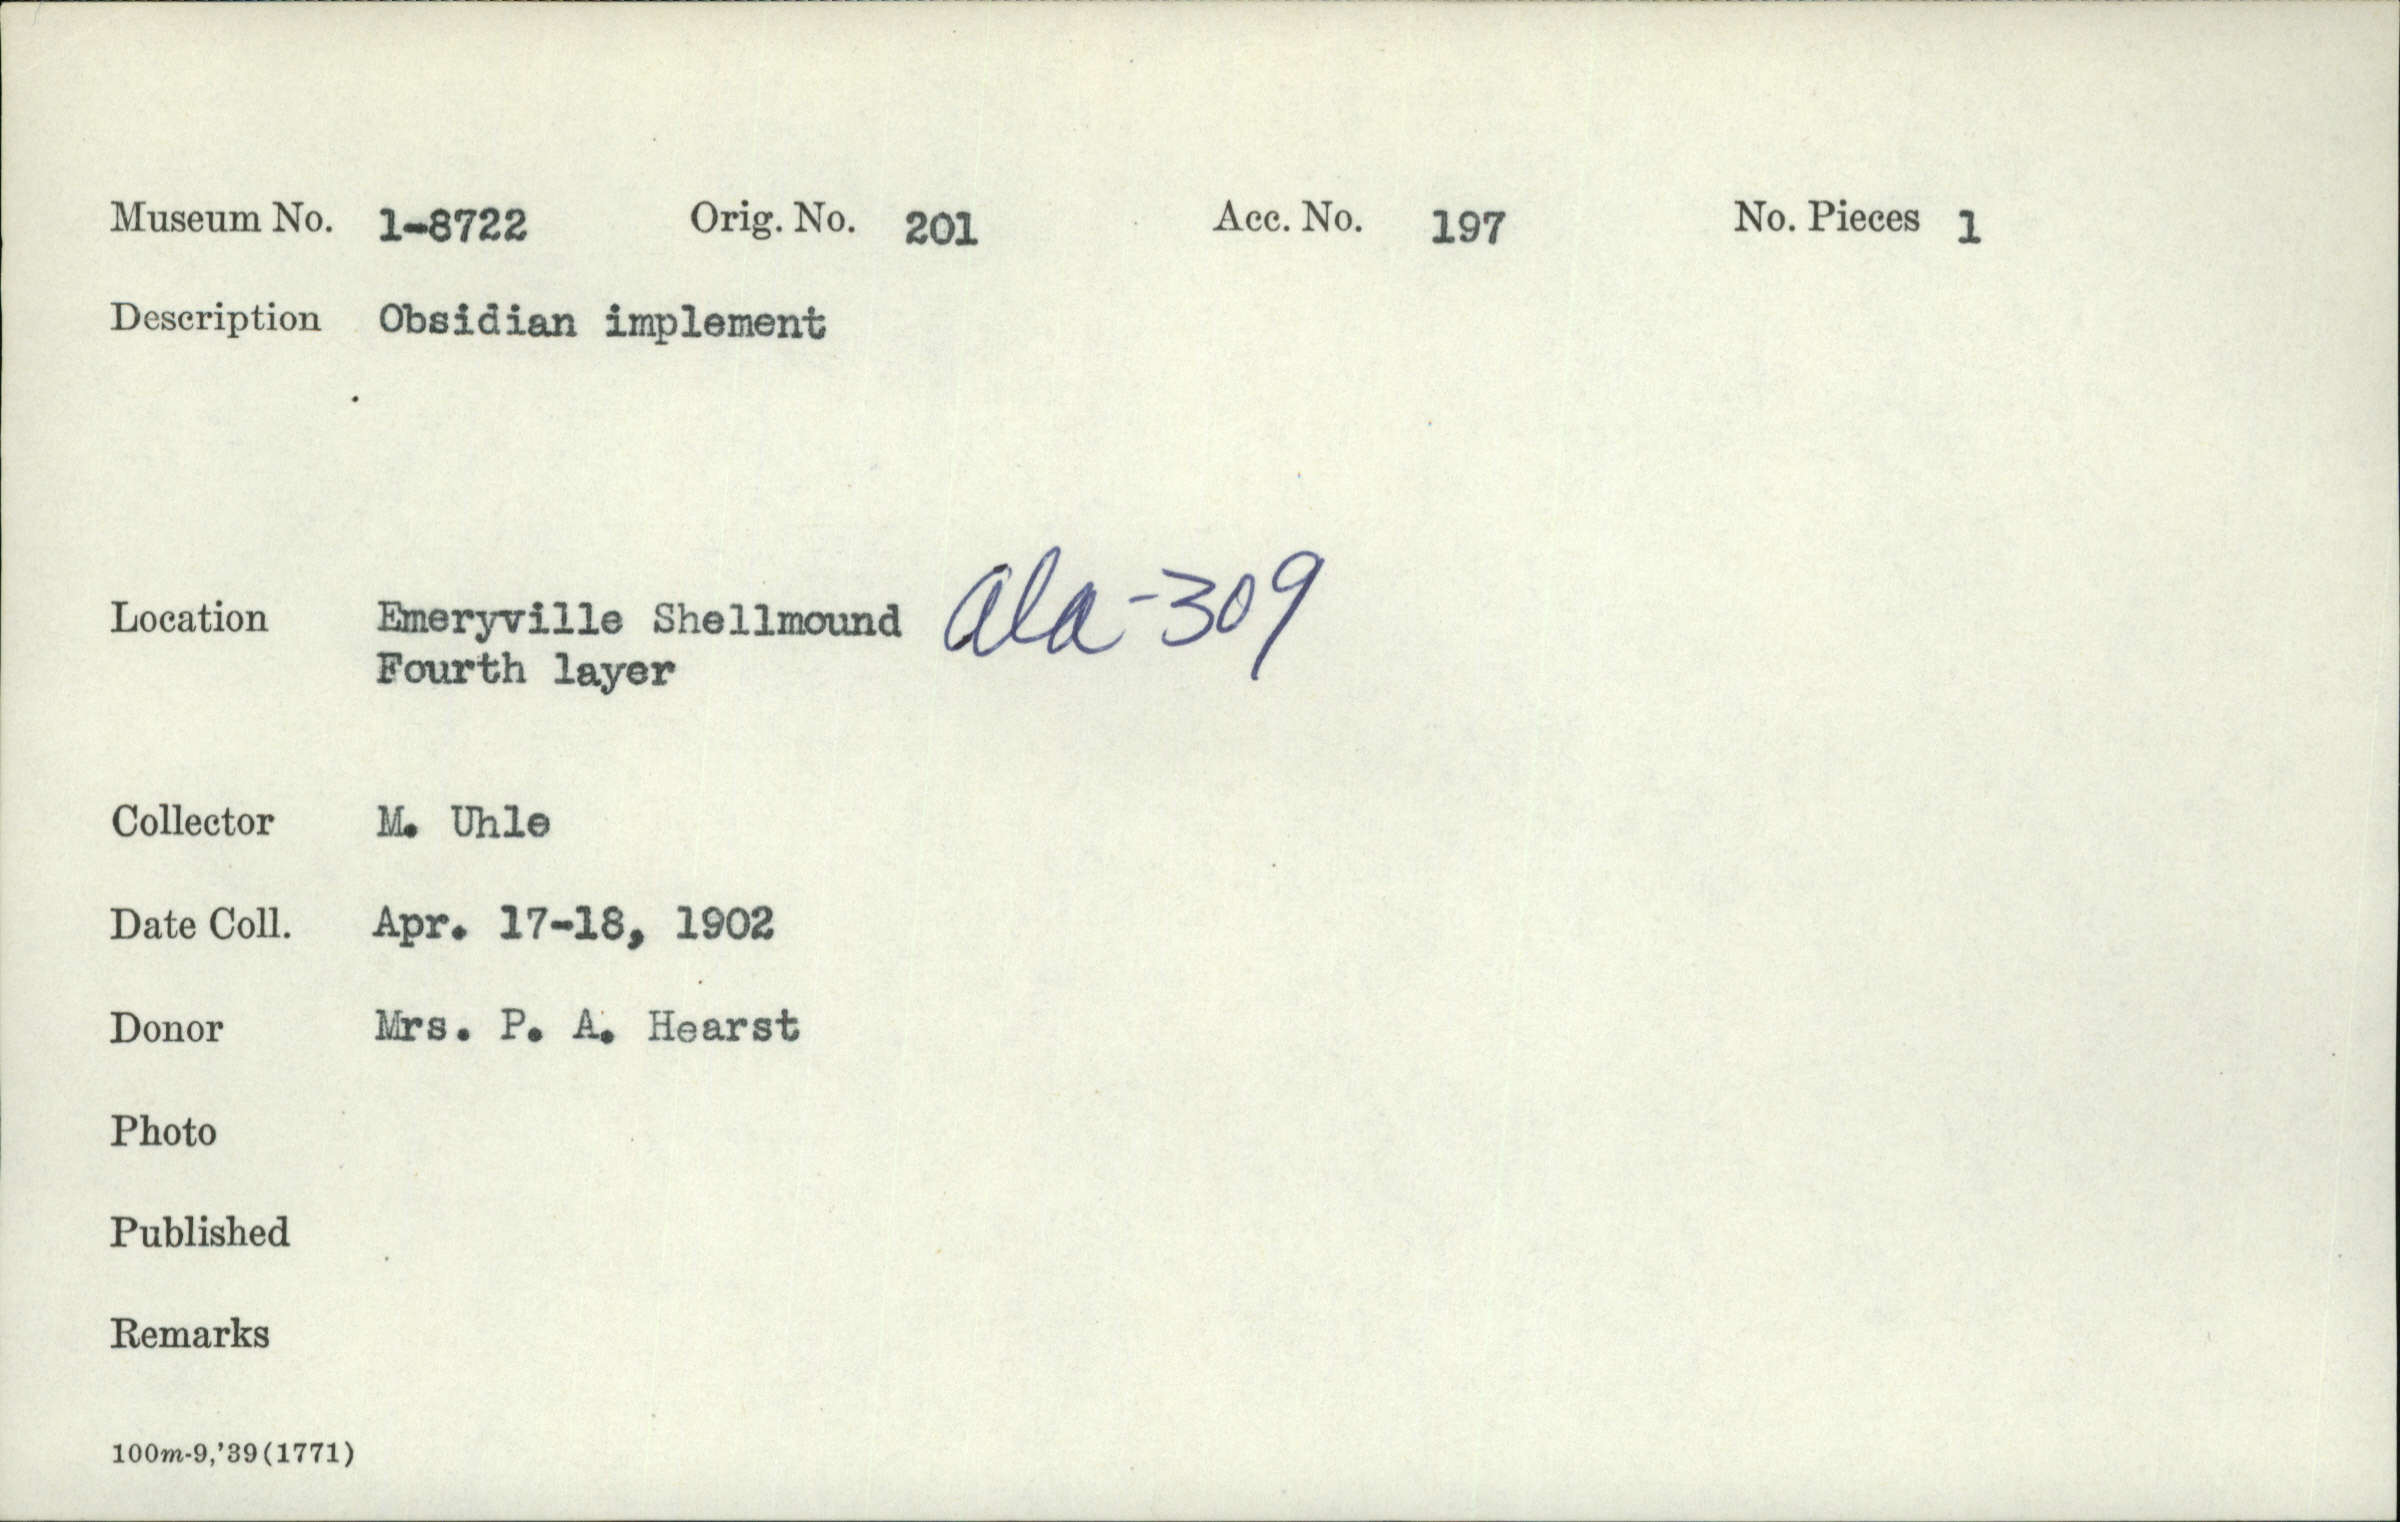 Museum No. 1-8722 Orig. No. 201 Acc. No. 197 No. Pieces 1
Description Obsidian implement
Location Emeryville Shellmound Ala-309
Fourth layer
Collector M. Uhle
Date Coll. Apr. 17-18, 1902
Donor Mrs. P. A. Hearst
Photo
Published
Remarks
100m-9,'39(1771)